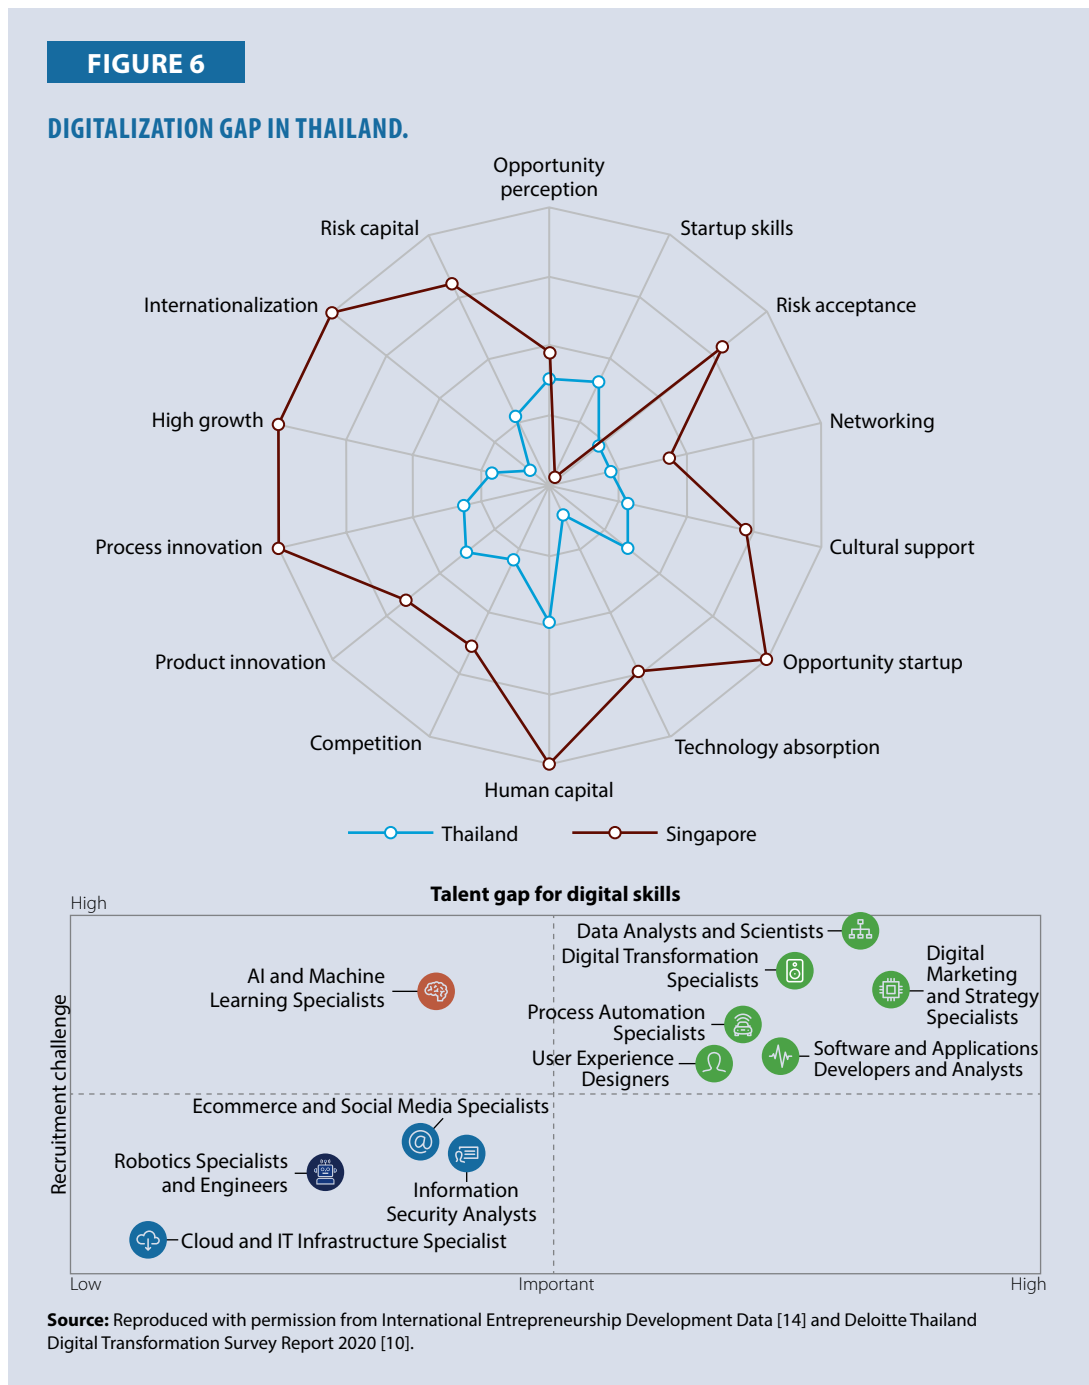 FIGURE 6
DIGITALIZATION GAP IN THAILAND.
Opportunity
perception
Risk capital
Startup skills
Internationalization
Risk acceptance
High growth
Networking
Process innovation
Cultural support
Product innovation
Opportunity startup
Competition
Technology absorption
Human capital
Thailand
Singapore
Talent gap for digital skills
High
Data Analysts and Scientists
Digital Transformation
Specialists
Digital
Marketing
and Strategy
Specialists
AI and Machine
Learning Specialists
Process Automation
Specialists
User Experience
Designers
Software and Applications
Developers and Analysts
Recruitment challenge
Ecommerce and Social Media Specialists
@
Robotics Specialists
and Engineers
Information
Security Analysts
Cloud and IT Infrastructure Specialist
Low
Important
High
Source: Reproduced with permission from International Entrepreneurship Development Data [14] and Deloitte Thailand
Digital Transformation Survey Report 2020 [10].